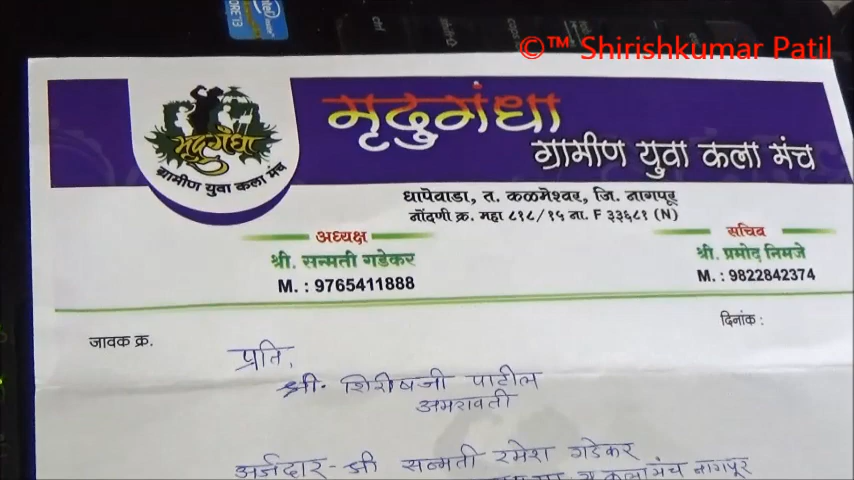 ©™ Shirishkumar Patil
मृदुगंधा
ग्रामीण युवा कला मंच
मृदुगंधा
ग्रामीण युवा कला मंच
धापेवाडा, त. कळमेश्वर, जि. नागपूर
नोंदणी क्र. महा ८१८/१५ ना. F ३३६८१ (N)
अध्यक्ष
श्री. सन्मती गडेकर
M. : 9765411888
सचिव
श्री. प्रमोद निमजे
M. : 9822842374
जावक क्र.
दिनांक :
प्रति,
श्री. शिरीषजी पाटील
अमरावती
अर्जदार - श्री सन्मती रमेश गडेकर
कलामंच नागपूर